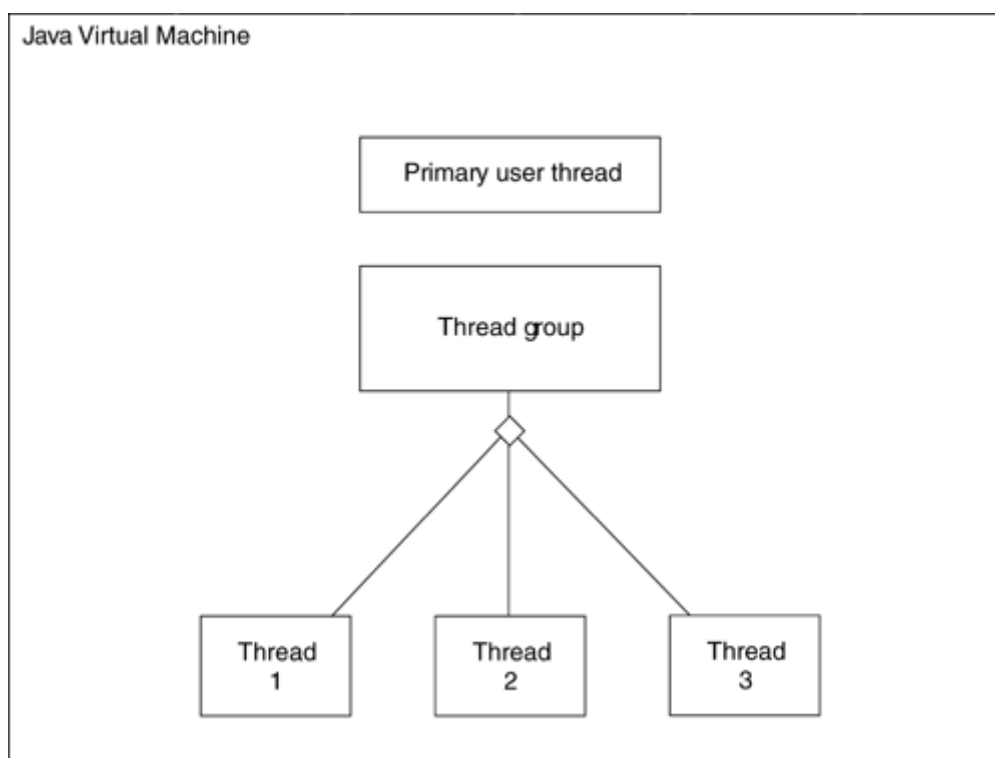 Java Virtual Machine
Primary user thread
Thread group
Thread
1
Thread
2
Thread
3